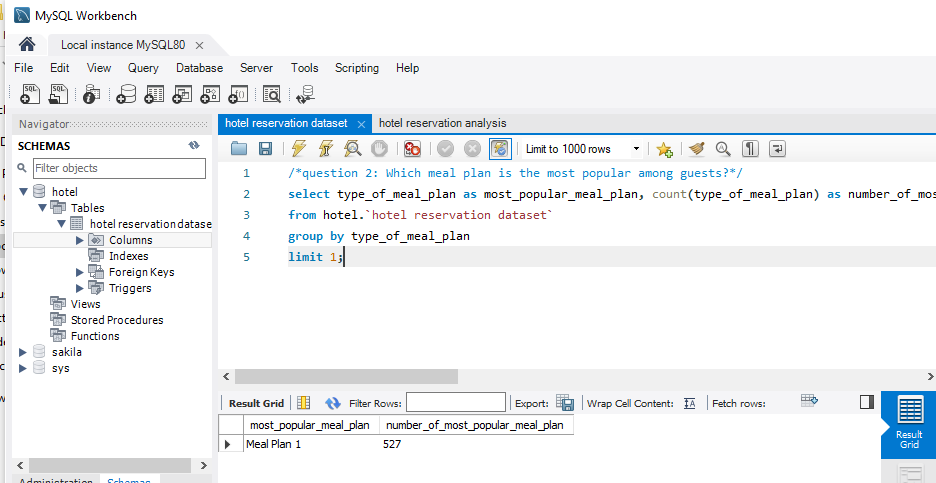 MySQL Workbench
Local instance MySQL80
File Edit View Query Database Server Tools Scripting Help
Navigator
SCHEMAS
Filter objects
hotel
Tables
hotel reservation datase
Columns
Indexes
Foreign Keys
Triggers
Views
Stored Procedures
Functions
sakila
sys
Administration Schemas
hotel reservation dataset hotel reservation analysis
Limit to 1000 rows
1 /*question 2: Which meal plan is the most popular among guests?*/
2 select type_of_meal_plan as most_popular_meal_plan, count(type_of_meal_plan) as number_of_mos
3 from hotel.`hotel reservation dataset`
4 group by type_of_meal_plan
5 limit 1;
Result Grid Filter Rows: Export: Wrap Cell Content: Fetch rows:
most_popular_meal_plan number_of_most_popular_meal_plan
Meal Plan 1 527
Result
Grid